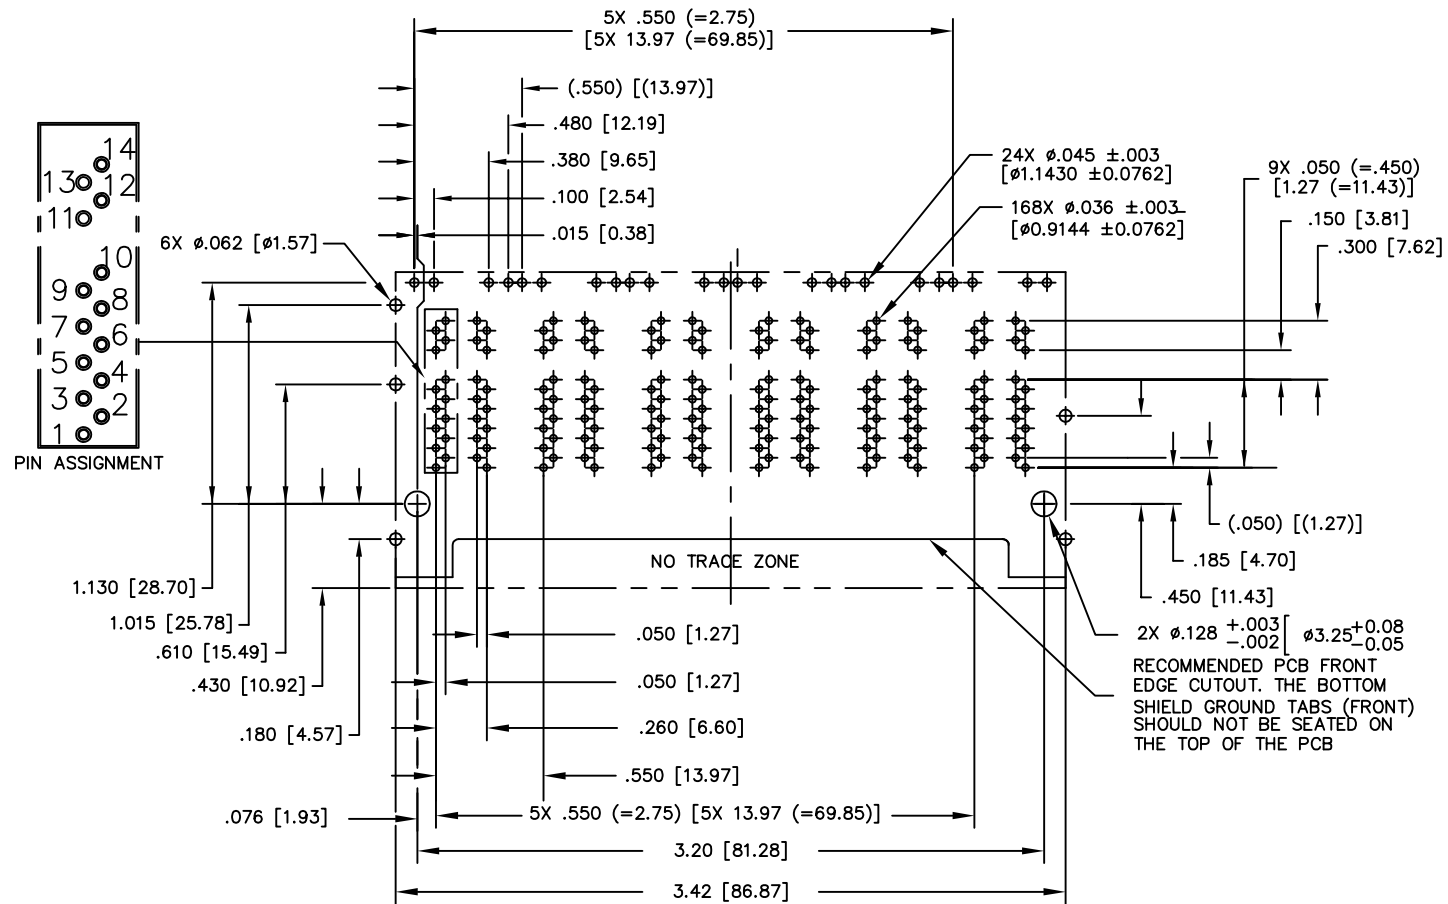 5X .550 (=2.75)
[5X 13.97 (=69.85)]
(.550) [(13.97)]
.480 [12.19]
.380 [9.65]
.100 [2.54]
.015 [0.38]
6X ø.062 [ø1.57]
24X ø.045 ±.003
[ø1.1430 ±0.0762]
168X ø.036 ±.003
[ø0.9144 ±0.0762]
9X .050 (=.450)
[1.27 (=11.43)]
.150 [3.81]
.300 [7.62]
14
13
12
11
10
9
8
7
6
5
4
3
2
1
PIN ASSIGNMENT
NO TRACE ZONE
(.050) [(1.27)]
.185 [4.70]
.450 [11.43]
1.130 [28.70]
1.015 [25.78]
.610 [15.49]
.430 [10.92]
.180 [4.57]
.076 [1.93]
.050 [1.27]
.050 [1.27]
.260 [6.60]
.550 [13.97]
5X .550 (=2.75) [5X 13.97 (=69.85)]
3.20 [81.28]
3.42 [86.87]
2X ø.128 +.003 -.002 [ ø3.25 +0.08 -0.05
RECOMMENDED PCB FRONT
EDGE CUTOUT. THE BOTTOM
SHIELD GROUND TABS (FRONT)
SHOULD NOT BE SEATED ON
THE TOP OF THE PCB